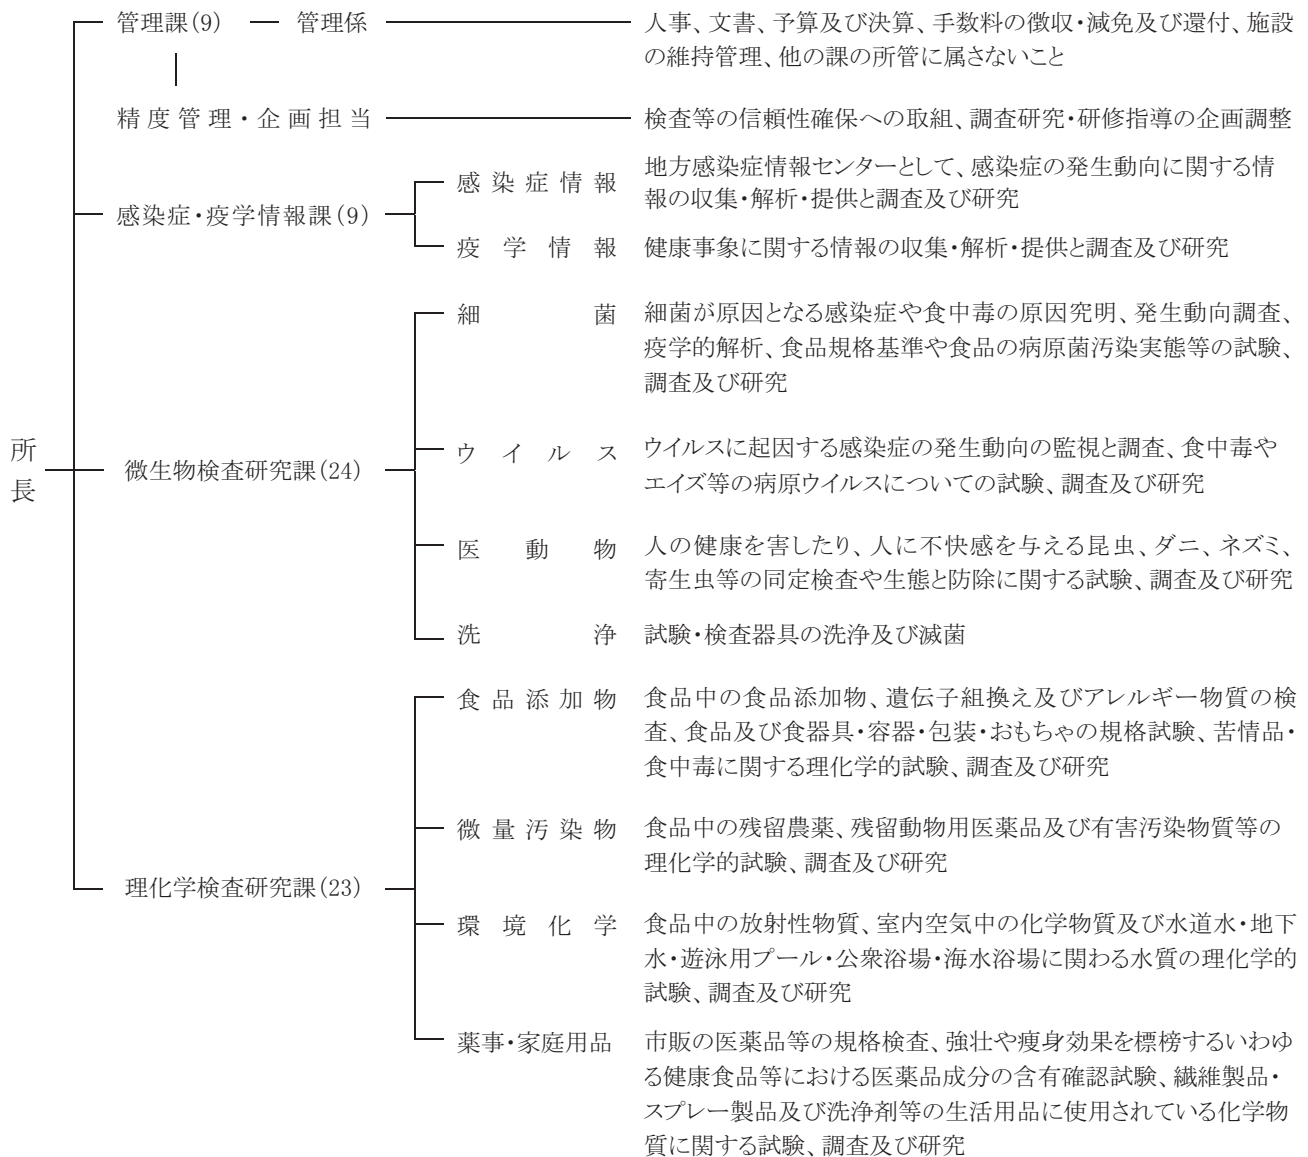 管理課(9) 管理係 人事、文書、予算及び決算、手数料の徴収・減免及び還付、施設
の維持管理、他の課の所管に属さないこと
精度管理・企画担当 検査等の信頼性確保への取組、調査研究・研修指導の企画調整
感染症・疫学情報課(9)
感染症情報 地方感染症情報センターとして、感染症の発生動向に関する情
報の収集・解析・提供と調査及び研究
疫学情報 健康事象に関する情報の収集・解析・提供と調査及び研究
所長
微生物検査研究課(24)
細菌 細菌が原因となる感染症や食中毒の原因究明、発生動向調査、
疫学的解析、食品規格基準や食品の病原菌汚染実態等の試験、
調査及び研究
ウイルス ウイルスに起因する感染症の発生動向の監視と調査、食中毒や
エイズ等の病原ウイルスについての試験、調査及び研究
医動物 人の健康を害したり、人に不快感を与える昆虫、ダニ、ネズミ、
寄生虫等の同定検査や生態と防除に関する試験、調査及び研究
洗浄 試験・検査器具の洗浄及び滅菌
理化学検査研究課(23)
食品添加物 食品中の食品添加物、遺伝子組換え及びアレルギー物質の検
査、食品及び食器具・容器・包装・おもちゃの規格試験、苦情品・
食中毒に関する理化学的試験、調査及び研究
微量汚染物 食品中の残留農薬、残留動物用医薬品及び有害汚染物質等の
理化学的試験、調査及び研究
環境化学 食品中の放射性物質、室内空気中の化学物質及び水道水・地下
水・遊泳用プール・公衆浴場・海水浴場に関わる水質の理化学的
試験、調査及び研究
薬事・家庭用品 市販の医薬品等の規格検査、強壮や痩身効果を標榜するいわゆ
る健康食品等における医薬品成分の含有確認試験、繊維製品・
スプレー製品及び洗浄剤等の生活用品に使用されている化学物
質に関する試験、調査及び研究